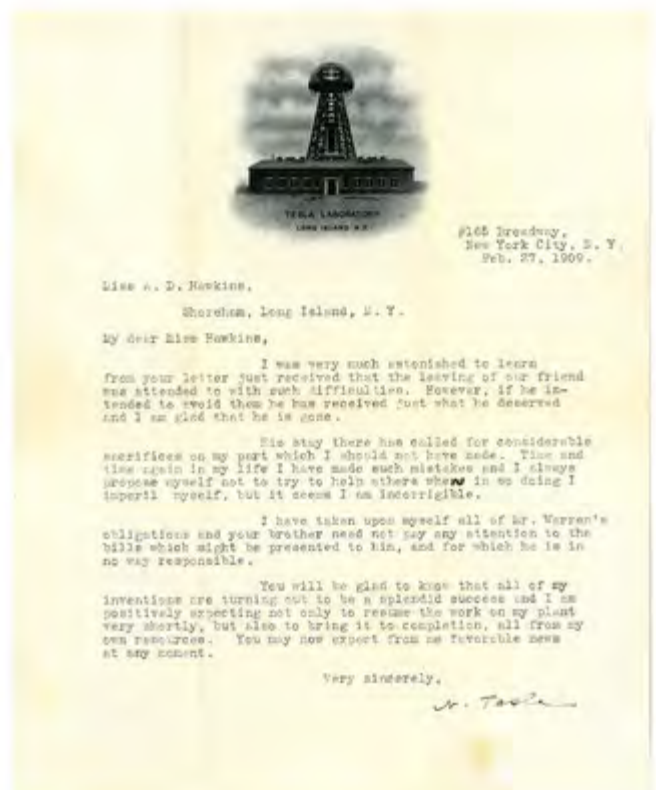 TESLA LABORATORY
LONG ISLAND N.Y.
#165 Broadway,
New York City, N. Y.
Feb. 27, 1909.
Miss A. D. Hawkins,
Shoreham, Long Island, N. Y.
My dear Miss Hawkins,
I was very much astonished to learn
from your letter just received that the leaving of our friend
was attended to with such difficulties. However, if he in-
tended to avoid them he has received just what he deserved
and I am glad that he is gone.
His stay there has called for considerable
sacrifices on my part which I should not have made. Time and
time again in my life I have made such mistakes and I always
propose myself not to try to help others when in so doing I
imperil myself, but it seems I am incorrigible.
I have taken upon myself all of Mr. Warren's
obligations and your brother need not pay any attention to the
bills which might be presented to him, and for which he is in
no way responsible.
You will be glad to know that all of my
inventions are turning out to be a splendid success and I am
positively expecting not only to resume the work on my plant
very shortly, but also to bring it to completion, all from my
own resources. You may now expect from me favorable news
at any moment.
Very sincerely,
N. Tesla